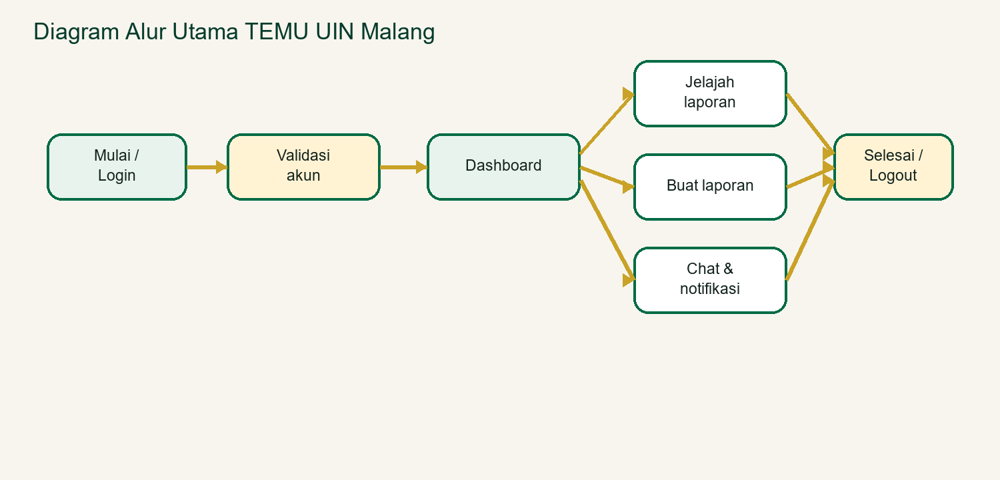 Diagram Alur Utama TEMU UIN Malang
Mulai /
Login
Validasi
akun
Dashboard
Jelajah
laporan
Buat laporan
Chat &
notifikasi
Selesai /
Logout